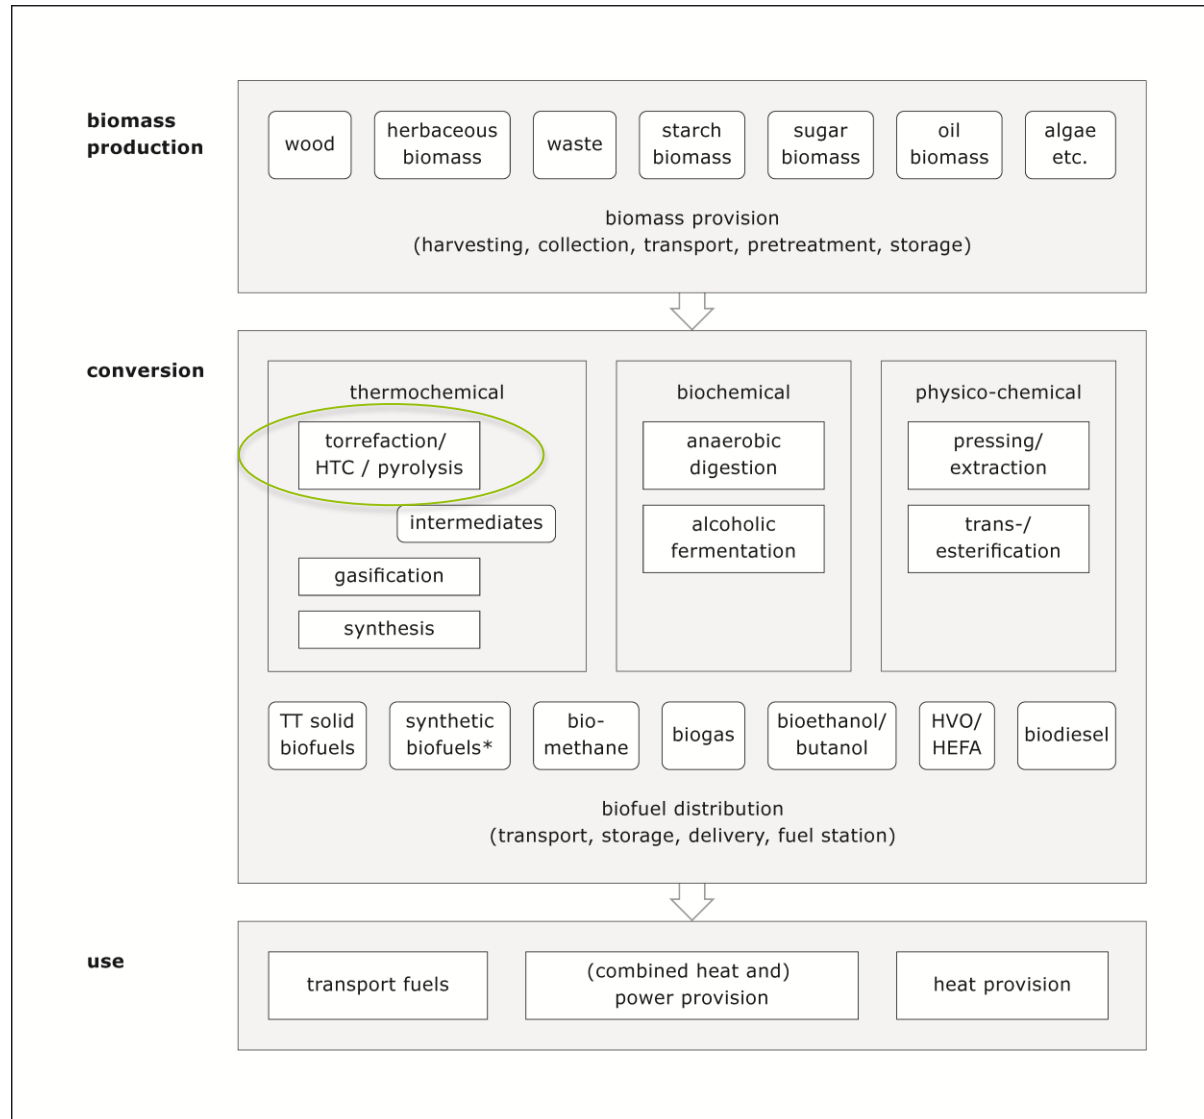 biomass
production
wood
herbaceous
biomass
waste
starch
biomass
sugar
biomass
oil
biomass
algae
etc.
biomass provision
(harvesting, collection, transport, pretreatment, storage)
conversion
thermochemical
torrefaction/
HTC / pyrolysis
intermediates
gasification
synthesis
biochemical
anaerobic
digestion
alcoholic
fermentation
physico-chemical
pressing/
extraction
trans-/
esterification
TT solid
biofuels
synthetic
biofuels*
bio-
methane
biogas
bioethanol/
butanol
HVO/
HEFA
biodiesel
biofuel distribution
(transport, storage, delivery, fuel station)
use
transport fuels
(combined heat and)
power provision
heat provision